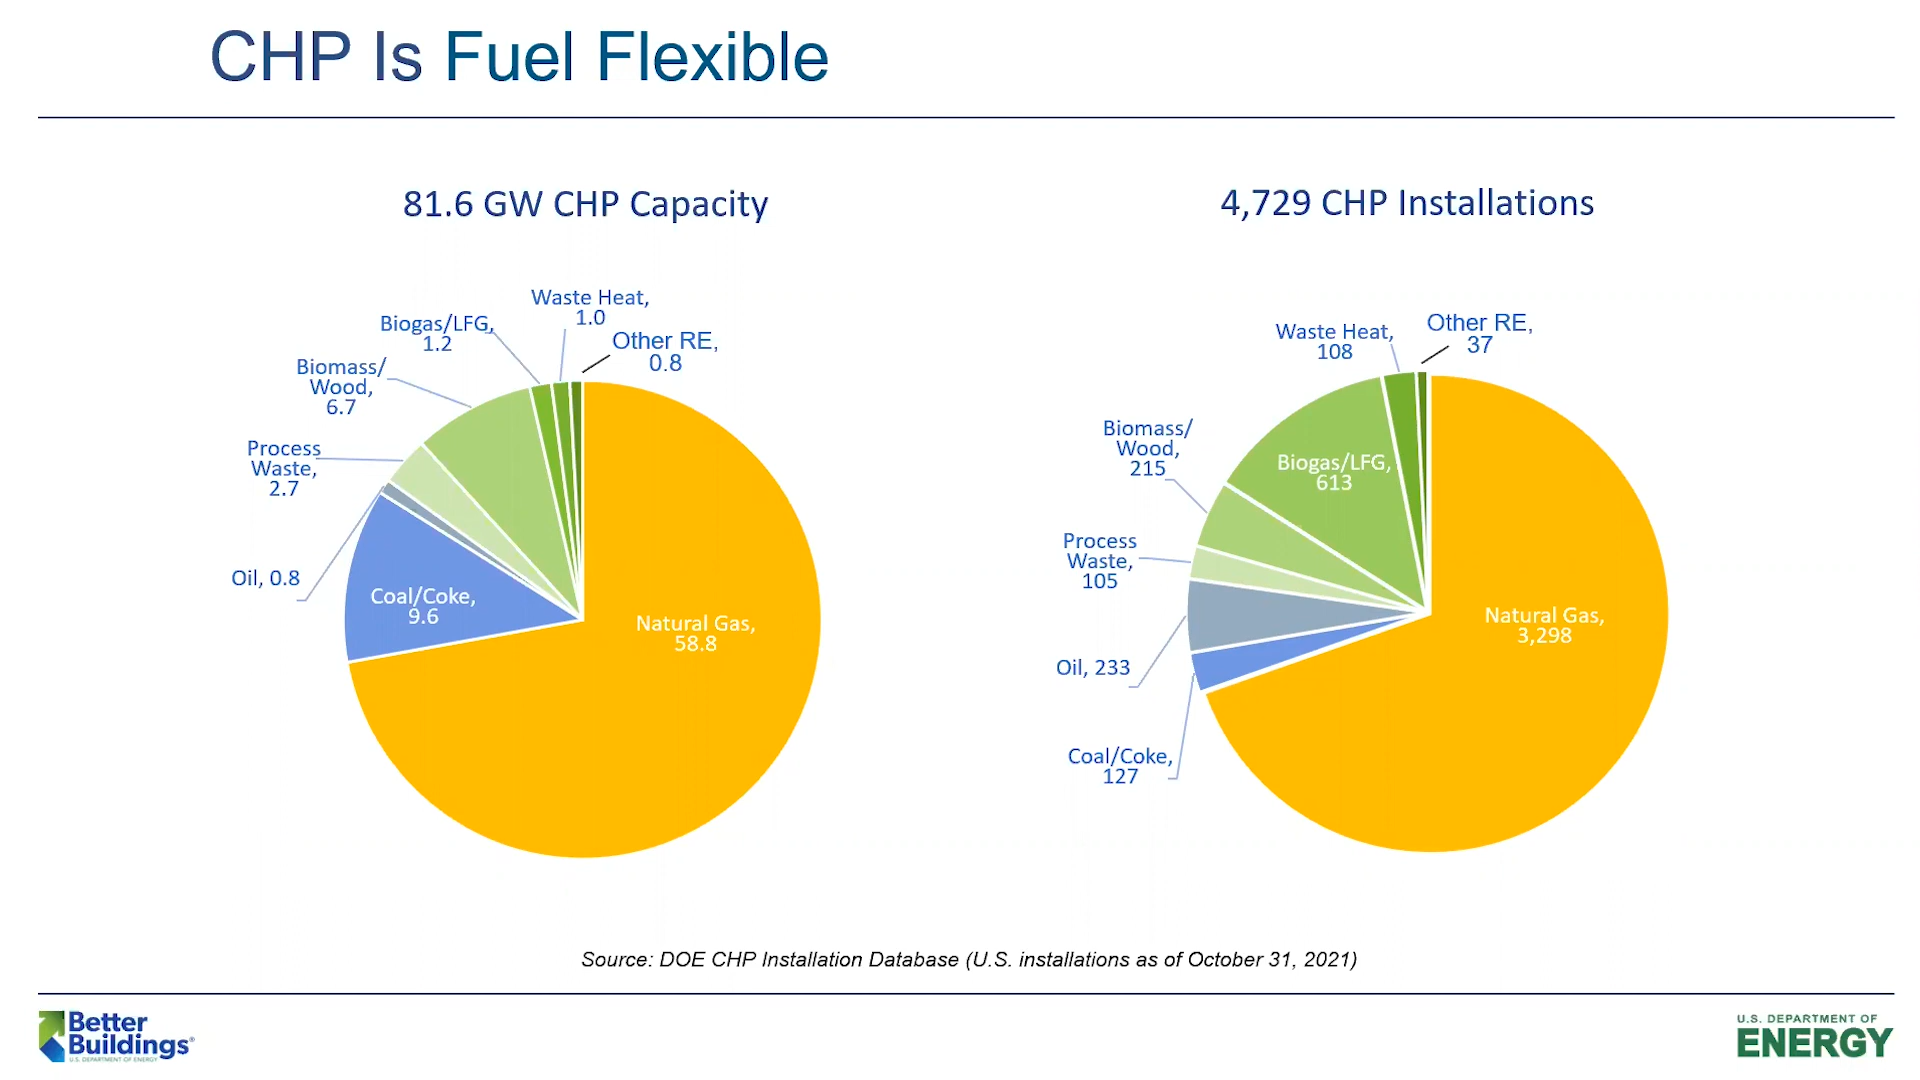 CHP Is Fuel Flexible
81.6 GW CHP Capacity
Waste Heat,
1.0
Biogas/LFG,
1.2
Other RE,
0.8
Biomass/
Wood,
6.7
Process
Waste,
2.7
Oil, 0.8
Coal/Coke,
9.6
Natural Gas,
58.8
4,729 CHP Installations
Other RE,
37
Waste Heat,
108
Biomass/
Wood,
215
Biogas/LFG,
613
Process
Waste,
105
Natural Gas,
3,298
Oil, 233
Coal/Coke,
127
Source: DOE CHP Installation Database (U.S. installations as of October 31, 2021)
Better
Buildings®
U.S. DEPARTMENT OF ENERGY
U.S. DEPARTMENT OF
ENERGY